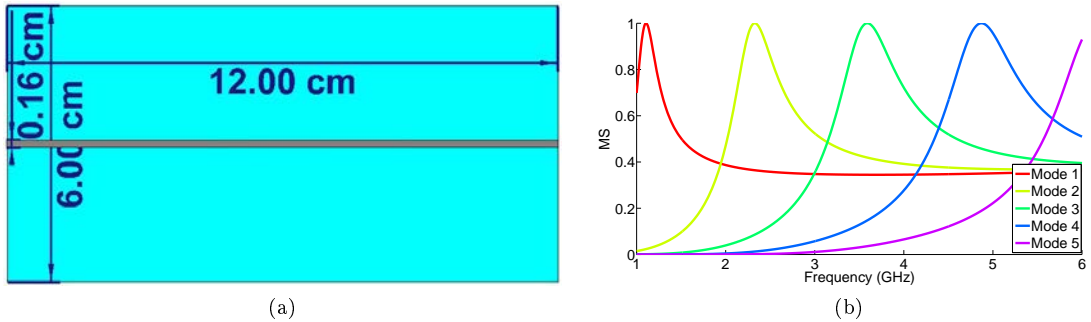 0.16 cm
6.00 cm
12.00 cm
(a)
1
0.8
0.6
0.4
0.2
0
MS
1 2 3 4 5 6
Frequency (GHz)
Mode 1
Mode 2
Mode 3
Mode 4
Mode 5
(b)